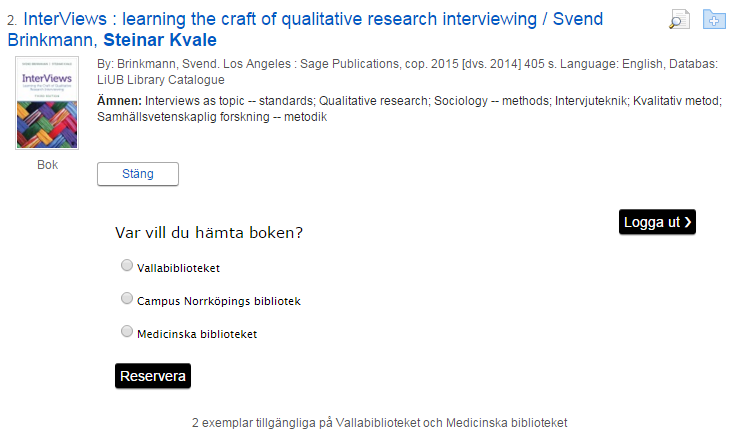 2. InterViews : learning the craft of qualitative research interviewing / Svend
Brinkmann, Steinar Kvale
By: Brinkmann, Svend. Los Angeles : Sage Publications, cop. 2015 [dvs. 2014] 405 s. Language: English, Databas:
LiUB Library Catalogue
Ämnen: Interviews as topic -- standards; Qualitative research; Sociology -- methods; Intervjuteknik; Kvalitativ metod;
Samhällsvetenskaplig forskning -- metodik
InterViews
Bok
Stäng
Logga ut ❯
Var vill du hämta boken?
Vallabiblioteket
Campus Norrköpings bibliotek
Medicinska biblioteket
Reservera
2 exemplar tillgängliga på Vallabiblioteket och Medicinska biblioteket